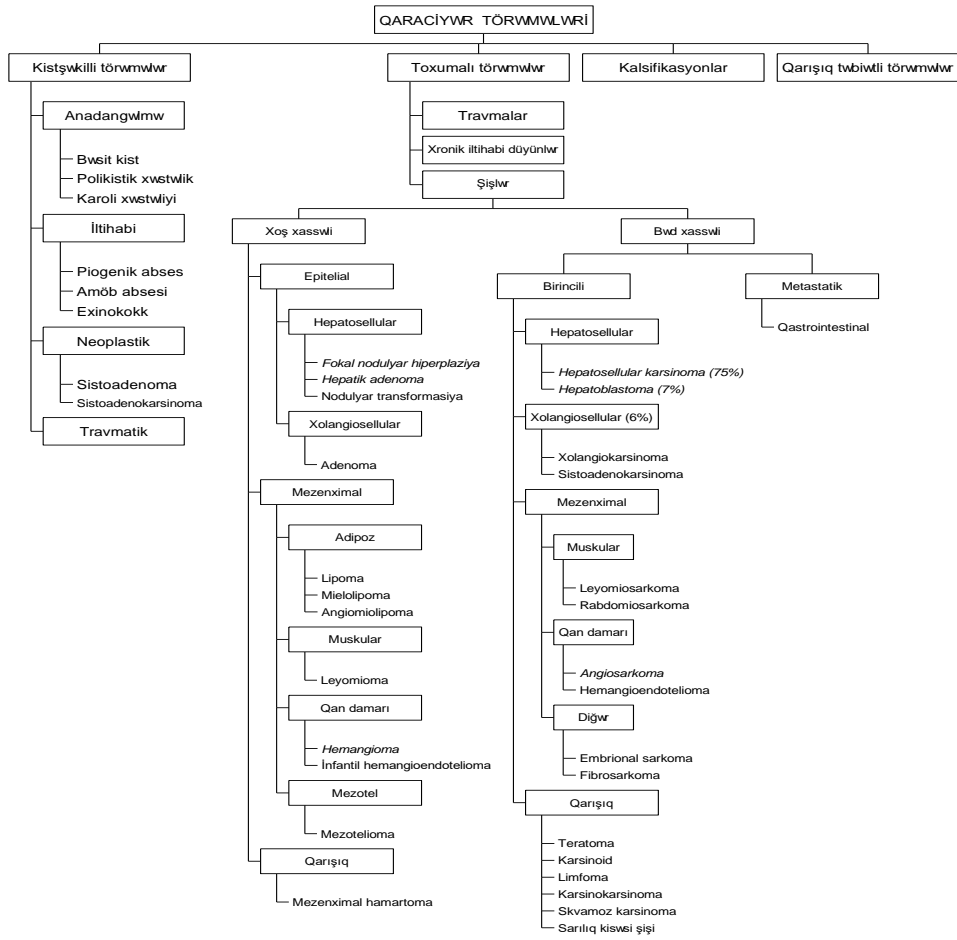 QARACİYWR TÖRWMWLWRİ
Kistşwkilli törwmwlwr
Toxumalı törwmwlwr
Kalsifikasyonlar
Qarışıq twbiwtli törwmwlwr
Anadangwlmw
Bwsit kist
Polikistik xwstwlik
Karoli xwstwliyi
İltihabi
Piogenik abses
Amöb absesi
Exinokokk
Neoplastik
Sistoadenoma
Sistoadenokarsinoma
Travmatik
Travmalar
Xronik iltihabi düyünlwr
Şişlwr
Xoş xasswli
Epitelial
Hepatosellular
Fokal nodulyar hiperplaziya
Hepatik adenoma
Nodulyar transformasiya
Xolangiosellular
Adenoma
Mezenximal
Adipoz
Lipoma
Mielolipoma
Angiomiolipoma
Muskular
Leyomioma
Qan damarı
Hemangioma
İnfantil hemangioendotelioma
Mezotel
Mezotelioma
Qarışıq
Mezenximal hamartoma
Bwd xasswli
Birincili
Hepatosellular
Hepatosellular karsinoma (75%)
Hepatoblastoma (7%)
Xolangiosellular (6%)
Xolangiokarsinoma
Sistoadenokarsinoma
Mezenximal
Muskular
Leyomiosarkoma
Rabdomiosarkoma
Qan damarı
Angiosarkoma
Hemangioendotelioma
Diğwr
Embrional sarkoma
Fibrosarkoma
Qarışıq
Teratoma
Karsinoid
Limfoma
Karsinokarsinoma
Skvamoz karsinoma
Sarılıq kiswsi şişi
Metastatik
Qastrointestinal